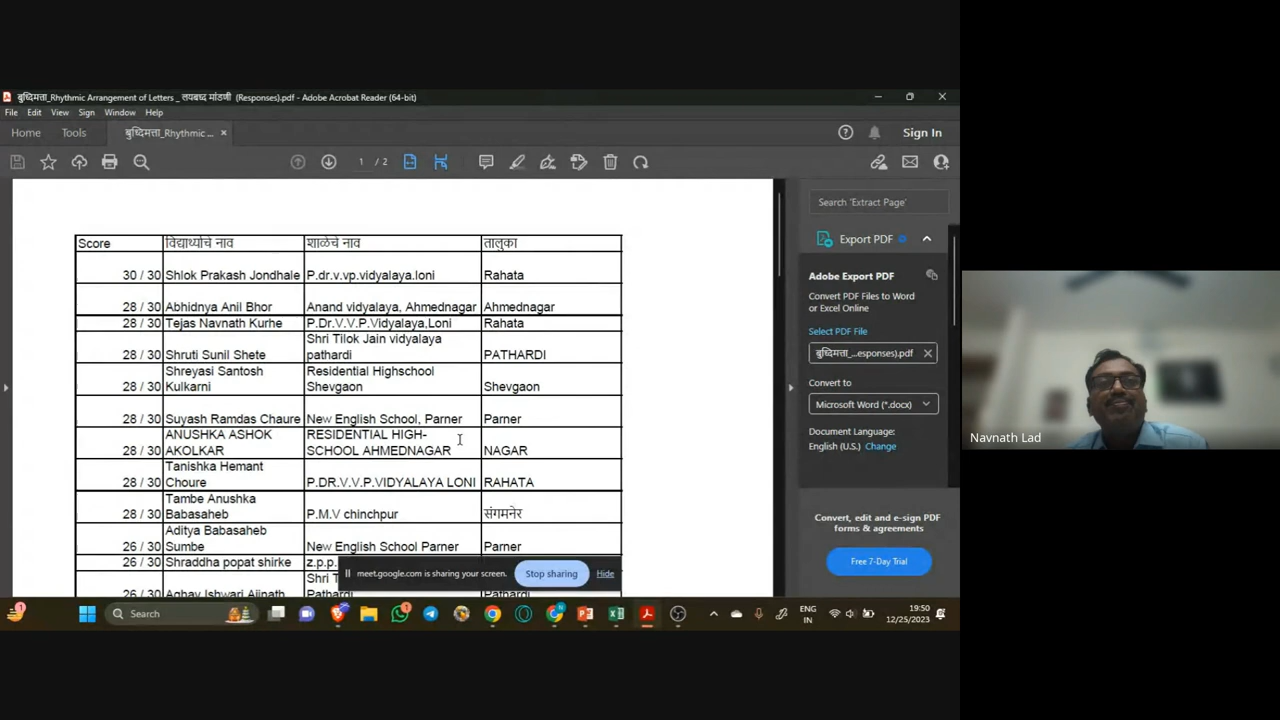 बुध्दिमत्ता_Rhythmic Arrangement of Letters _ लयबध्द मांडणी (Responses).pdf - Adobe Acrobat Reader (64-bit)
File Edit View Sign Window Help
Home Tools बुध्दिमत्ता_Rhythmic ... × Sign In
1 / 2
Search 'Extract Page'
Export PDF
Adobe Export PDF
Convert PDF Files to Word
or Excel Online
Select PDF File
बुध्दिमत्ता_...esponses).pdf
Convert to
Microsoft Word (*.docx)
Document Language:
English (U.S.) Change
Convert, edit and e-sign PDF
forms & agreements
Free 7-Day Trial
Score विद्यार्थ्याचे नाव शाळेचे नाव तालुका
30 / 30 Shlok Prakash Jondhale P.dr.v.vp.vidyalaya.loni Rahata
28 / 30 Abhidnya Anil Bhor Anand vidyalaya, Ahmednagar Ahmednagar
28 / 30 Tejas Navnath Kurhe P.Dr.V.V.P.Vidyalaya,Loni Rahata
28 / 30 Shruti Sunil Shete Shri Tilok Jain vidyalaya
pathardi PATHARDI
28 / 30 Shreyasi Santosh
Kulkarni Residential Highschool
Shevgaon Shevgaon
28 / 30 Suyash Ramdas Chaure New English School, Parner Parner
28 / 30 ANUSHKA ASHOK
AKOLKAR RESIDENTIAL HIGH-
SCHOOL AHMEDNAGAR NAGAR
28 / 30 Tanishka Hemant
Choure P.DR.V.V.P.VIDYALAYA LONI RAHATA
28 / 30 Tambe Anushka
Babasaheb P.M.V chinchpur संगमनेर
26 / 30 Aditya Babasaheb
Sumbe New English School Parner Parner
26 / 30 Shraddha popat shirke z.p.p.
26 / 30 Aghav Ishwari Ajinath Shri T
Pathardi Pathardi
meet.google.com is sharing your screen. Stop sharing Hide
Navnath Lad
Search
ENG
IN
19:50
12/25/2023